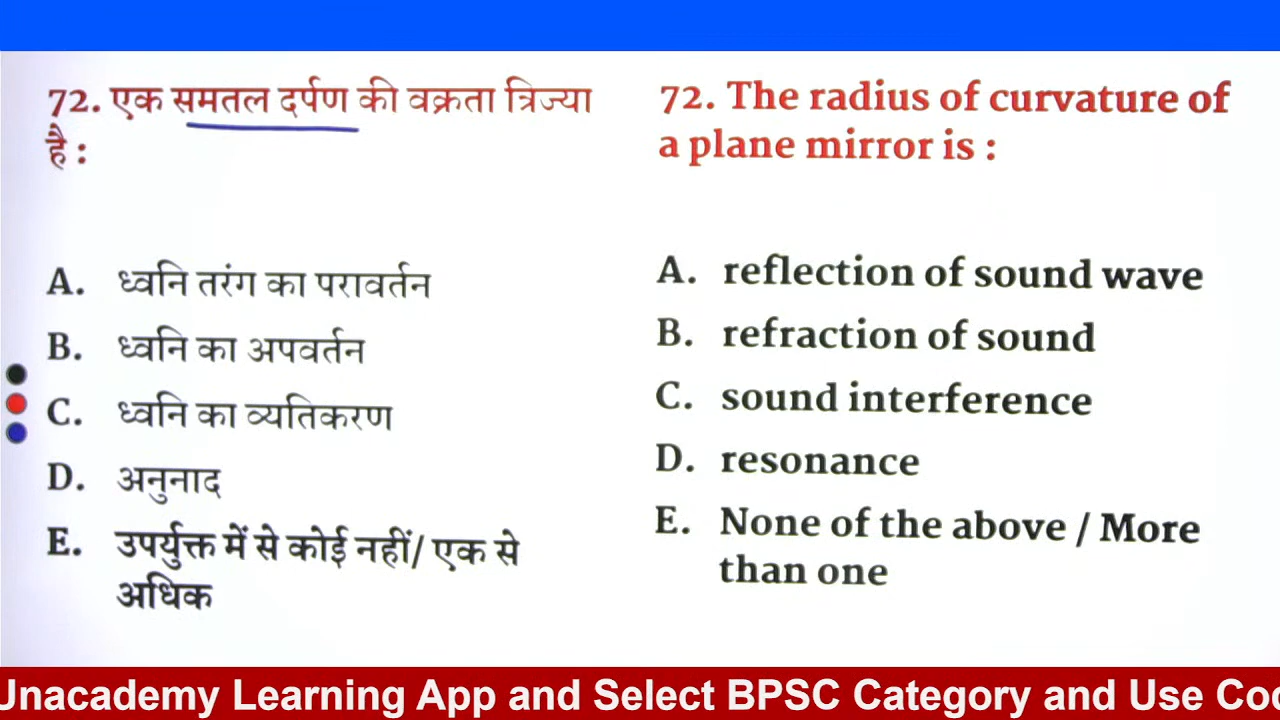 72. एक समतल दर्पण की वक्रता त्रिज्या
है :
A. ध्वनि तरंग का परावर्तन
B. ध्वनि का अपवर्तन
C. ध्वनि का व्यतिकरण
D. अनुनाद
E. उपर्युक्त में से कोई नहीं/ एक से
अधिक
72. The radius of curvature of
a plane mirror is :
A. reflection of sound wave
B. refraction of sound
C. sound interference
D. resonance
E. None of the above / More
than one
Unacademy Learning App and Select BPSC Category and Use